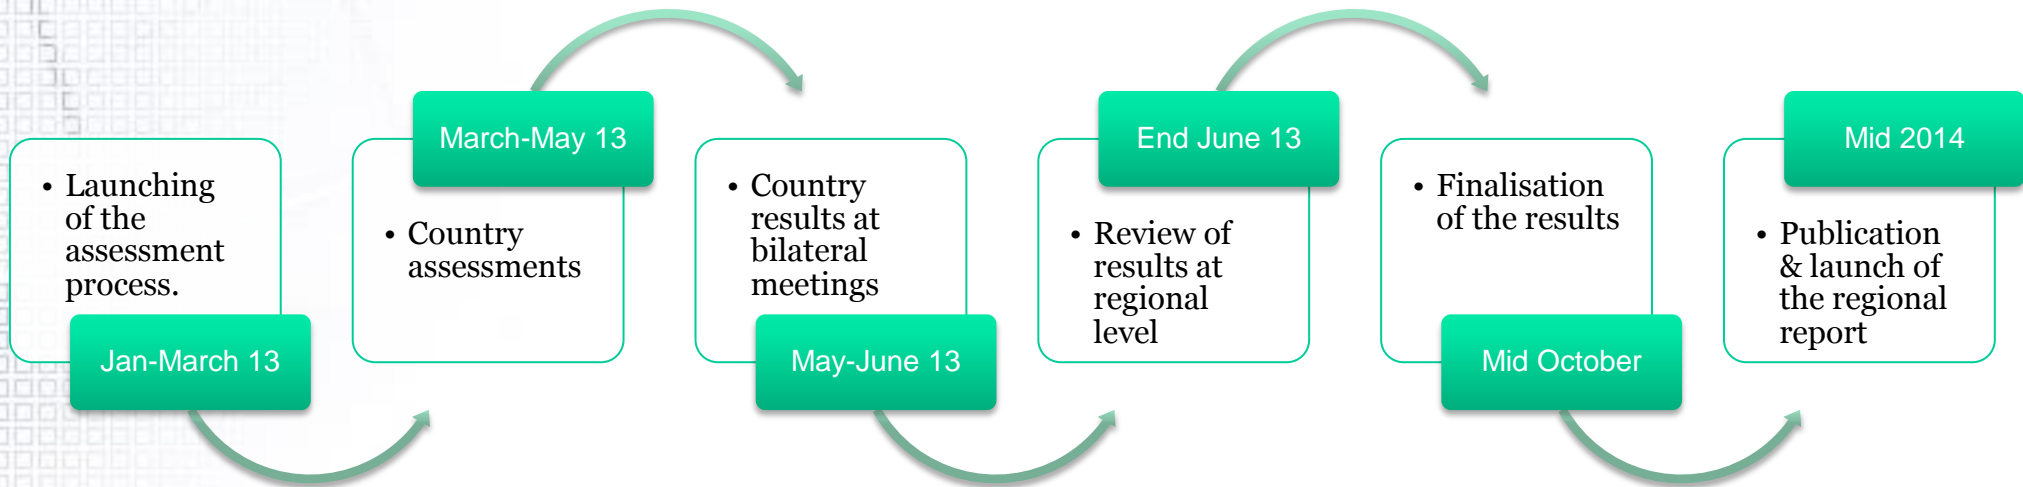 • Launching
of the
assessment
process.
Jan-March 13
March-May 13
• Country
assessments
• Country
results at
bilateral
meetings
May-June 13
End June 13
• Review of
results at
regional
level
• Finalisation
of the results
Mid October
Mid 2014
• Publication
& launch of
the regional
report